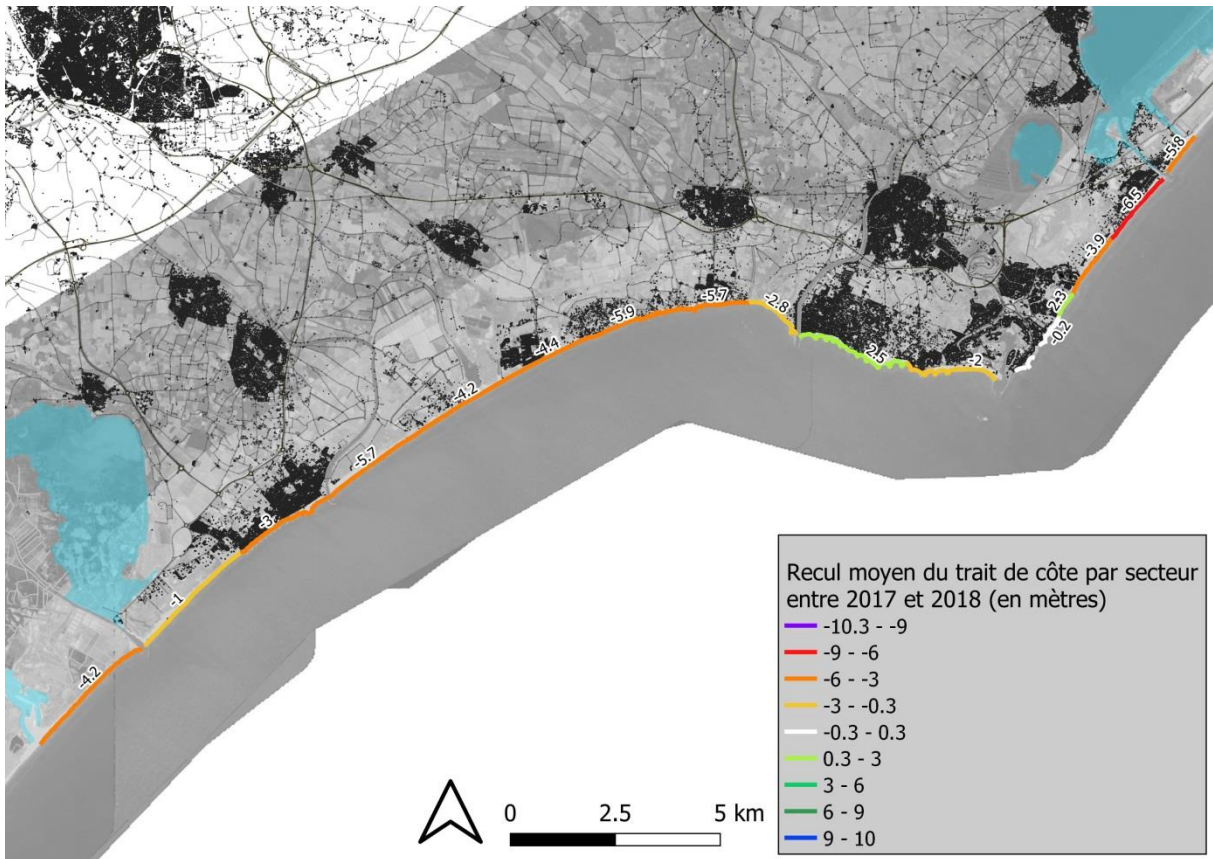 -5.8
-6.5
-3.9
2.3
-0.2
-2
2.5
-2.8
-5.7
-5.9
-4.4
-4.2
-5.7
-3
-1
-4.2
Recul moyen du trait de côte par secteur
entre 2017 et 2018 (en mètres)
-10.3 - -9
-9 - -6
-6 - -3
-3 - -0.3
-0.3 - 0.3
0.3 - 3
3 - 6
6 - 9
9 - 10
0 2.5 5 km